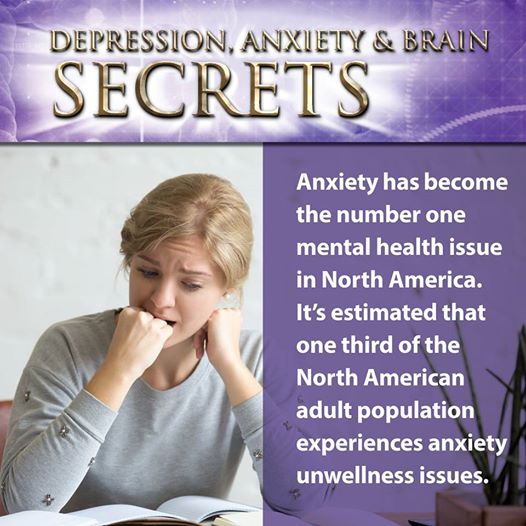 DEPRESSION, ANXIETY & BRAIN
SECRETS
Anxiety has become
the number one
mental health issue
in North America.
It's estimated that
one third of the
North American
adult population
experiences anxiety
unwellness issues.